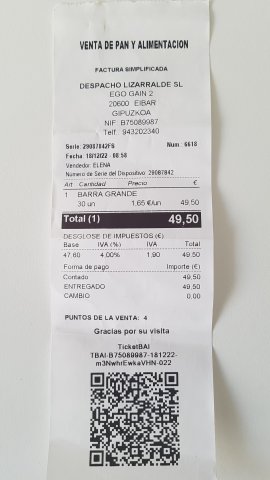 VENTA DE PAN Y ALIMENTACION
FACTURA SIMPLIFICADA
DESPACHO LIZARRALDE SL
EGO GAIN 2
20600 EIBAR
GIPUZKOA
NIF B75089987
Telf. 943202340
Serie: 29087842FS Num.: 6618
Fecha: 18/12/22 - 08:58
Vendedor: ELENA
Número de Serie del Dispositivo: 29087842
Art. Cantidad Precio €
1 BARRA GRANDE
30 un 1,65 €/un 49,50
Total (1) 49,50
DESGLOSE DE IMPUESTOS (€)
Base IVA (%) IVA Total
47,60 4,00% 1,90 49,50
Forma de pago Importe (€)
Contado 49,50
ENTREGADO 49,50
CAMBIO 0,00
PUNTOS DE LA VENTA: 4
Gracias por su visita
TicketBAI
TBAI-B75089987-181222-
m3NwhrEwkaVHN-022